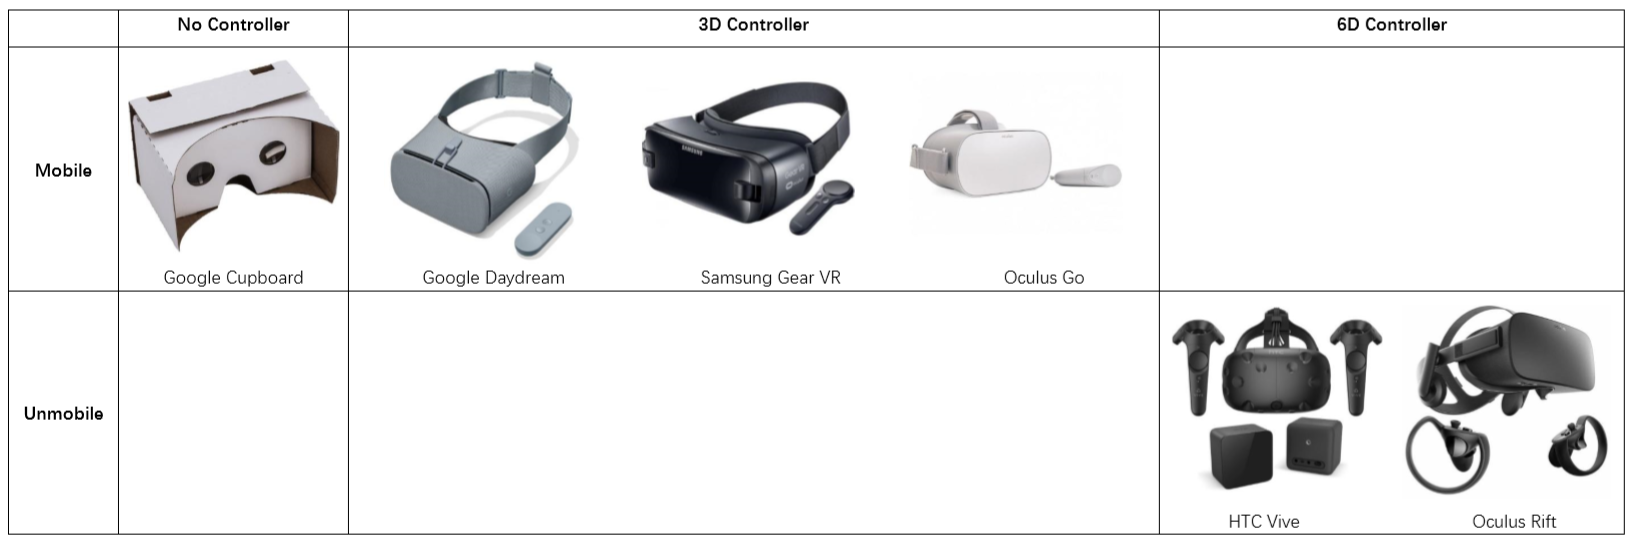 No Controller
3D Controller
6D Controller
Mobile
SAMSUNG
Google Cupboard
Google Daydream
Samsung Gear VR
Oculus Go
Unmobile
HTC Vive
Oculus Rift